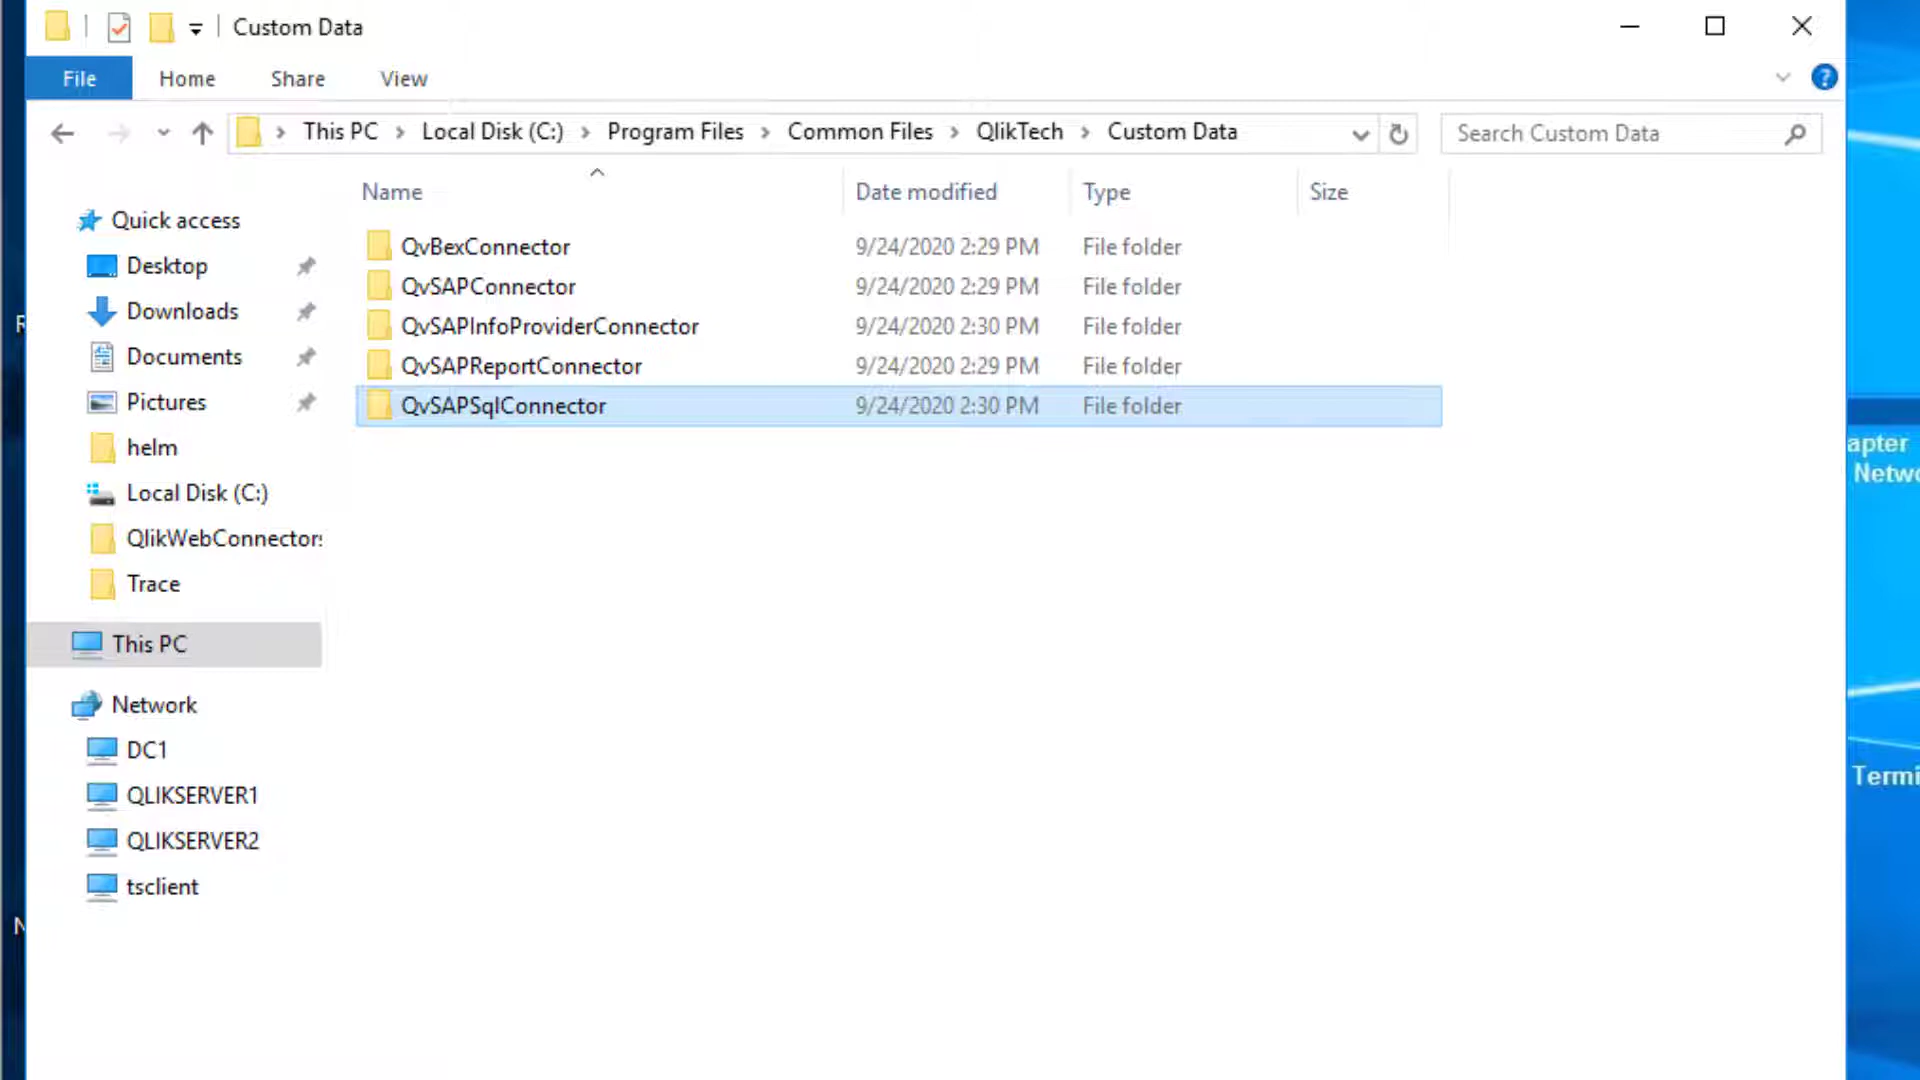 Custom Data
File Home Share View
This PC Local Disk (C:) Program Files Common Files QlikTech Custom Data Search Custom Data
Name Date modified Type Size
QvBexConnector 9/24/2020 2:29 PM File folder
QvSAPConnector 9/24/2020 2:29 PM File folder
QvSAPInfoProviderConnector 9/24/2020 2:30 PM File folder
QvSAPReportConnector 9/24/2020 2:29 PM File folder
QvSAPSqlConnector 9/24/2020 2:30 PM File folder
Quick access
Desktop
Downloads
Documents
Pictures
helm
Local Disk (C:)
QlikWebConnectors
Trace
This PC
Network
DC1
QLIKSERVER1
QLIKSERVER2
tsclient
apter
Netwo
Termi